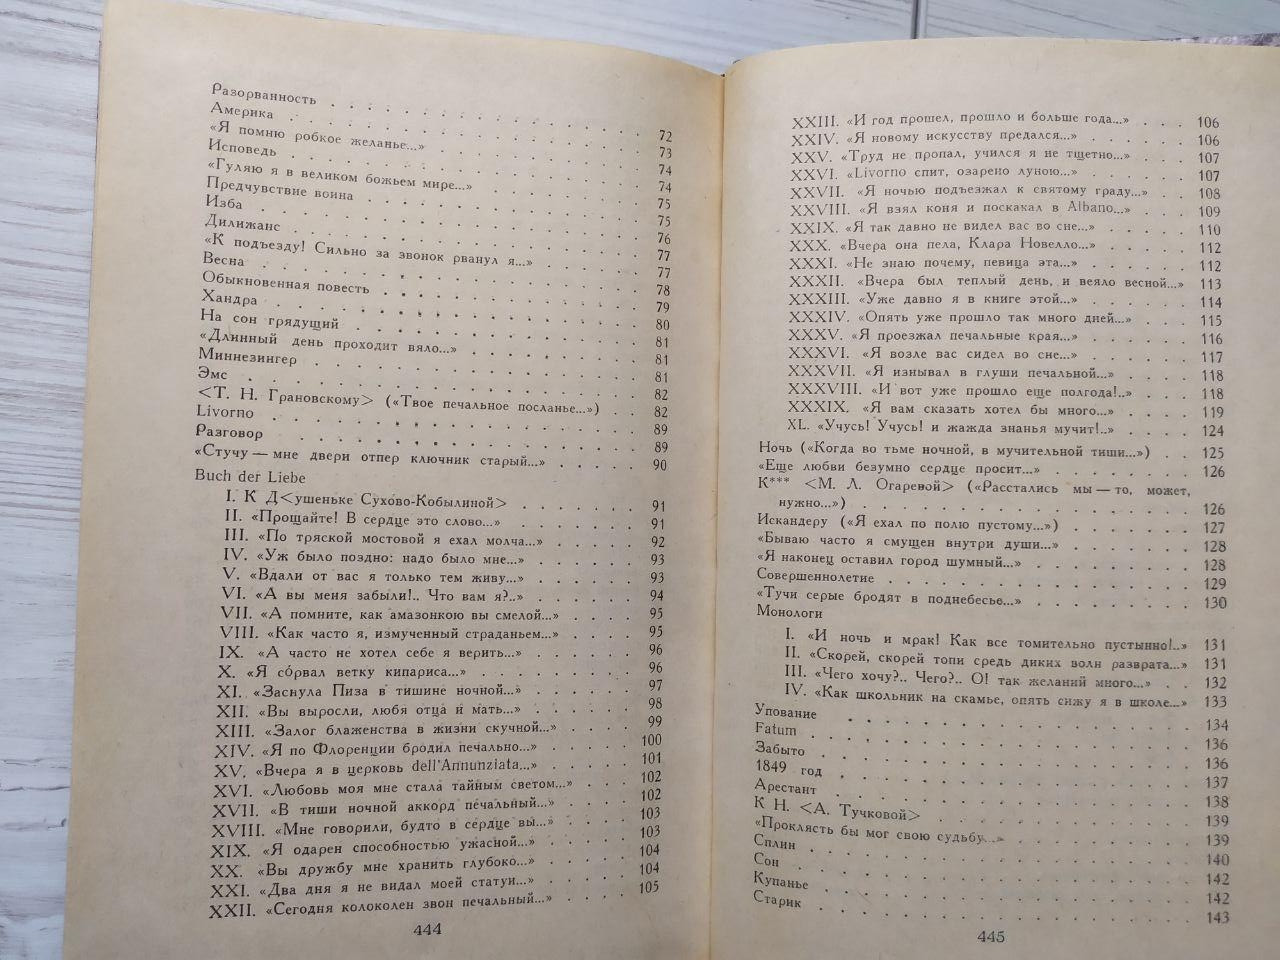 Разорванность . . . . . . . . . . . . . . . . 72
Америка . . . . . . . . . . . . . . . . . . 73
«Я помню робкое желанье...» . . . . . . . . . . 74
Исповедь . . . . . . . . . . . . . . . . . . 74
«Гуляю я в великом божьем мире...» . . . . . . . . 75
Предчувствие воина . . . . . . . . . . . . . . 75
Изба . . . . . . . . . . . . . . . . . . . . 76
Дилижанс . . . . . . . . . . . . . . . . . . 77
«К подъезду! Сильно за звонок рванул я...» . . . . . 77
Весна . . . . . . . . . . . . . . . . . . . . 78
Обыкновенная повесть . . . . . . . . . . . . . 79
Хандра . . . . . . . . . . . . . . . . . . . 80
На сон грядущий . . . . . . . . . . . . . . . 81
«Длинный день проходит вяло...» . . . . . . . . . 81
Миннезингер . . . . . . . . . . . . . . . . . 81
Эмс . . . . . . . . . . . . . . . . . . . . . 82
<Т. Н. Грановскому> («Твое печальное посланье...») . . 82
Livorno . . . . . . . . . . . . . . . . . . . 89
Разговор . . . . . . . . . . . . . . . . . . 89
«Стучу — мне двери отпер ключник старый...» . . . . . 90
Buch der Liebe
I. К Д<ушеньке Сухово-Кобылиной> . . . . . . . 91
II. «Прощайте! В сердце это слово...» . . . . . . . 91
III. «По тряской мостовой я ехал молча...» . . . . . 92
IV. «Уж было поздно: надо было мне...» . . . . . . 93
V. «Вдали от вас я только тем живу...» . . . . . . 93
VI. «А вы меня забыли!.. Что вам я?..» . . . . . . 94
VII. «А помните, как амазонкою вы смелой...» . . . . 95
VIII. «Как часто я, измученный страданьем...» . . . . 95
IX. «А часто не хотел себе я верить...» . . . . . . 96
X. «Я сорвал ветку кипариса...» . . . . . . . . . 96
XI. «Заснула Пиза в тишине ночной...» . . . . . . 97
XII. «Вы выросли, любя отца и мать...» . . . . . . 98
XIII. «Залог блаженства в жизни скучной...» . . . . 99
XIV. «Я по Флоренции бродил печально...» . . . . . 100
XV. «Вчера я в церковь dell'Annunziata...» . . . . . 101
XVI. «Любовь моя мне стала тайным светом...» . . . 102
XVII. «В тиши ночной аккорд печальный...» . . . . 102
XVIII. «Мне говорили, будто в сердце вы...» . . . . 103
XIX. «Я одарен способностью ужасной...» . . . . . 103
XX. «Вы дружбу мне хранить глубоко...» . . . . . 104
XXI. «Два дня я не видал моей статуи...» . . . . . 104
XXII. «Сегодня колоколен звон печальный...» . . . . 105
444
XXIII. «И год прошел, прошло и больше года...» . . . 106
XXIV. «Я новому искусству предался...» . . . . . . 106
XXV. «Труд не пропал, учился я не тщетно...» . . . 107
XXVI. «Livorno спит, озарено луною...» . . . . . . 107
XXVII. «Я ночью подъезжал к святому граду...» . . . 108
XXVIII. «Я взял коня и поскакал в Albano...» . . . . 109
XXIX. «Я так давно не видел вас во сне...» . . . . 110
XXX. «Вчера она пела, Клара Новелло...» . . . . . 112
XXXI. «Не знаю почему, певица эта...» . . . . . . 112
XXXII. «Вчера был теплый день, и веяло весной...» 113
XXXIII. «Уже давно я в книге этой...» . . . . . . . 114
XXXIV. «Опять уже прошло так много дней...» . . . 115
XXXV. «Я проезжал печальные края...» . . . . . . 116
XXXVI. «Я возле вас сидел во сне...» . . . . . . . 117
XXXVII. «Я изнывал в глуши печальной...» . . . . . 118
XXXVIII. «И вот уже прошло еще полгода!..» . . . . 118
XXXIX. «Я вам сказать хотел бы много...» . . . . . 119
XL. «Учусь! Учусь! и жажда знанья мучит!..» . . . . 124
Ночь («Когда во тьме ночной, в мучительной тиши...») . . 125
«Еще любви безумно сердце просит...» . . . . . . . . 126
К*** <М. Л. Огаревой> («Расстались мы — то, может,
нужно...») . . . . . . . . . . . . . . . . . . 126
Искандеру («Я ехал по полю пустому...») . . . . . . . 127
«Бываю часто я смущен внутри души...» . . . . . . . 128
«Я наконец оставил город шумный...» . . . . . . . . 128
Совершеннолетие . . . . . . . . . . . . . . . . 129
«Тучи серые бродят в поднебесье...» . . . . . . . . . 130
Монологи
I. «И ночь и мрак! Как все томительно пустынно!..» 131
II. «Скорей, скорей топи средь диких волн разврата...» 131
III. «Чего хочу?.. Чего?.. О! так желаний много...» . . 132
IV. «Как школьник на скамье, опять сижу я в школе...» 133
Упование . . . . . . . . . . . . . . . . . . 134
Fatum . . . . . . . . . . . . . . . . . . . . 136
Забыто . . . . . . . . . . . . . . . . . . . 136
1849 год . . . . . . . . . . . . . . . . . . . 137
Арестант . . . . . . . . . . . . . . . . . . 138
К Н. <А. Тучковой> . . . . . . . . . . . . . . 139
«Проклясть бы мог свою судьбу...» . . . . . . . . . 139
Сплин . . . . . . . . . . . . . . . . . . . . 140
Сон . . . . . . . . . . . . . . . . . . . . . 142
Купанье . . . . . . . . . . . . . . . . . . . 142
Старик . . . . . . . . . . . . . . . . . . . 143
445